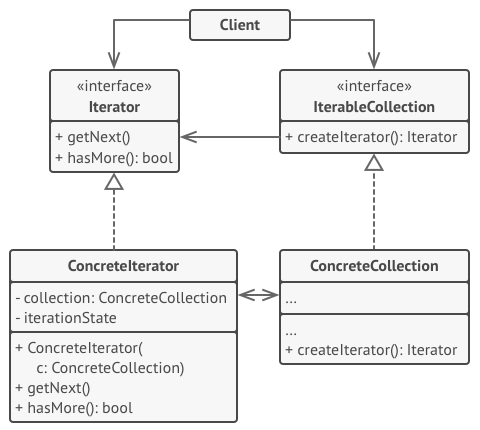 Client
«interface»
Iterator
+ getNext()
+ hasMore(): bool
«interface»
IterableCollection
+ createIterator(): Iterator
ConcreteIterator
- collection: ConcreteCollection
- iterationState
+ ConcreteIterator(
c: ConcreteCollection)
+ getNext()
+ hasMore(): bool
ConcreteCollection
...
...
+ createIterator(): Iterator